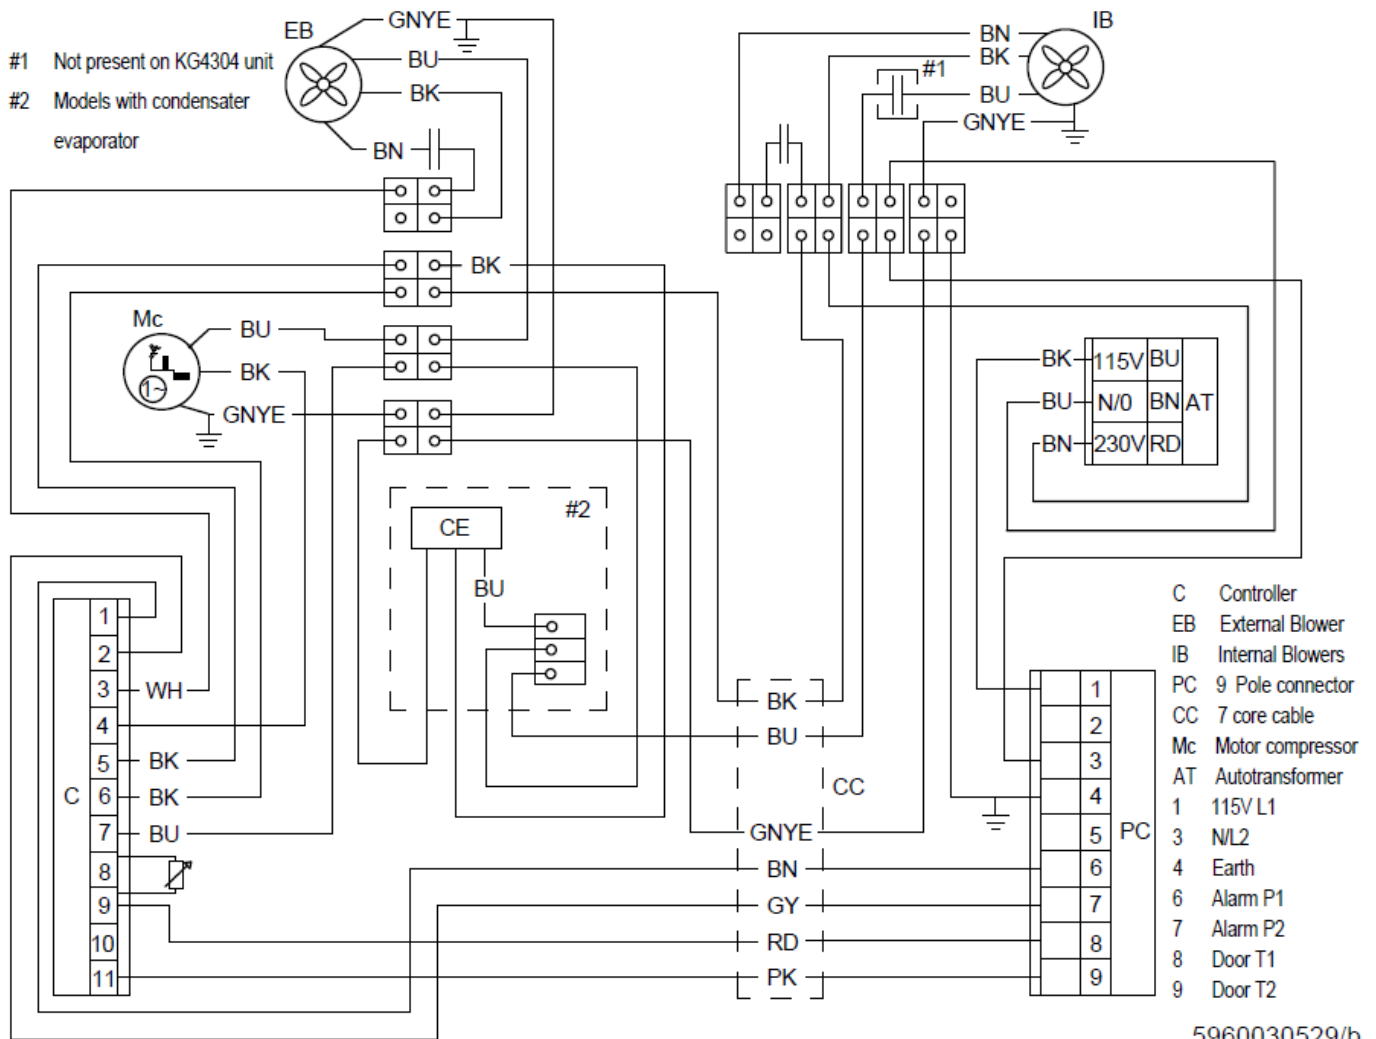 #1 Not present on KG4304 unit
#2 Models with condensater
evaporator
EB
GNYE
BU
BK
BN
IB
BN
BK
#1
BU
GNYE
BK
Mc
BU
BK
GNYE
1~
BK 115V BU
BU N/0 BN AT
BN 230V RD
#2
CE
BU
C
1
2
3 WH
4
5 BK
6 BK
7 BU
8
9
10
11
BK
BU
CC
GNYE
BN
GY
RD
PK
1
2
3
4
5
6
7
8
9
PC
C Controller
EB External Blower
IB Internal Blowers
PC 9 Pole connector
CC 7 core cable
Mc Motor compressor
AT Autotransformer
1 115V L1
3 N/L2
4 Earth
6 Alarm P1
7 Alarm P2
8 Door T1
9 Door T2
5960030529/b